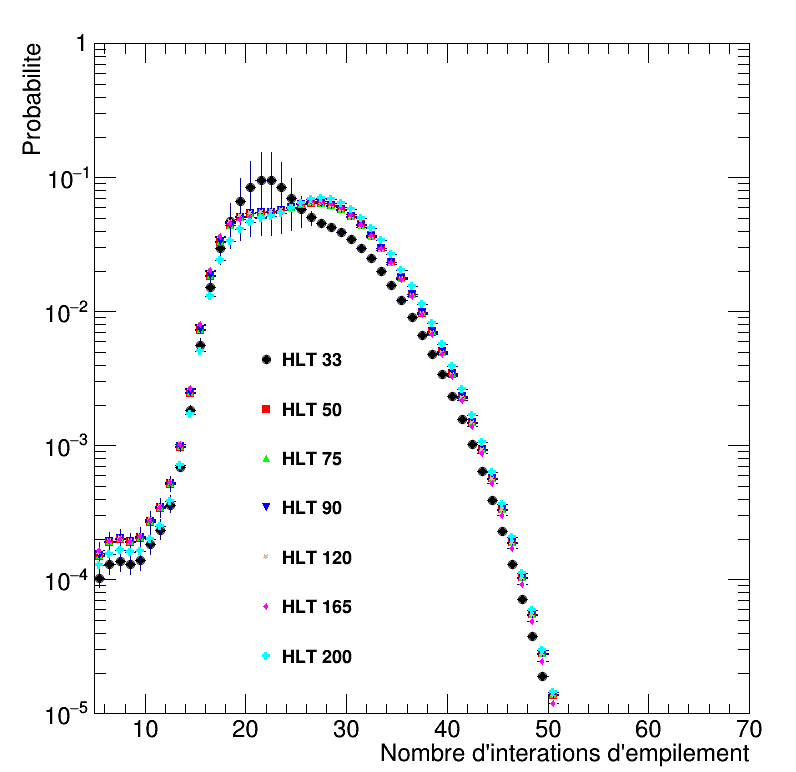 Probabilite
1
10−1
10−2
10−3
10−4
10−5
HLT 33
HLT 50
HLT 75
HLT 90
HLT 120
HLT 165
HLT 200
10 20 30 40 50 60 70
Nombre d'interations d'empilement